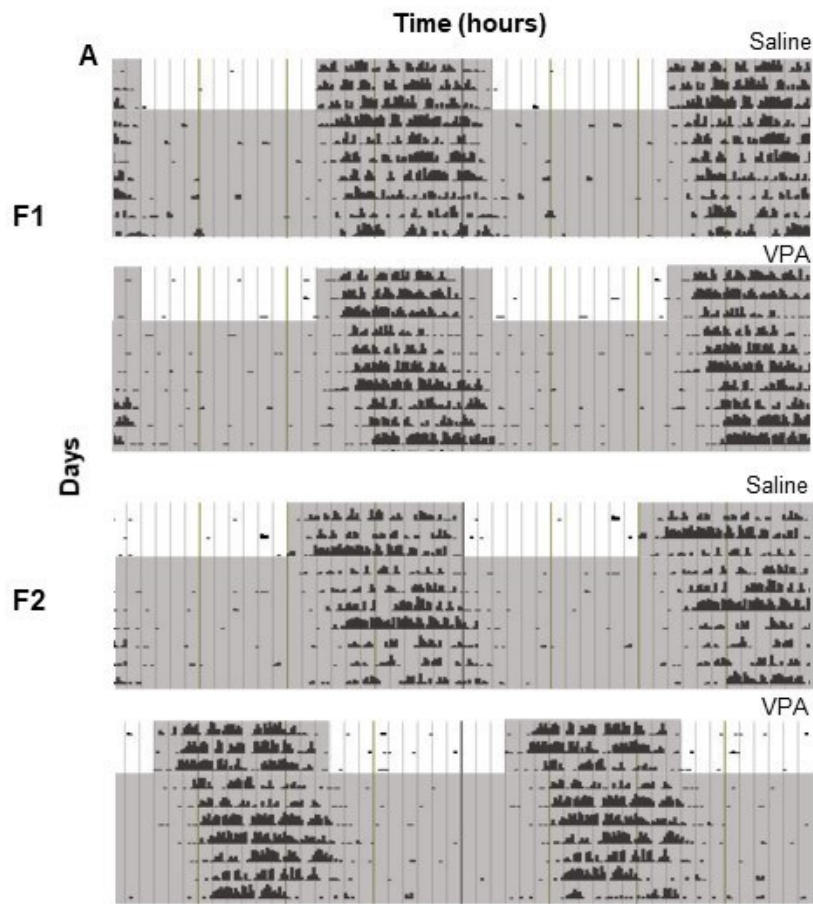 Time (hours)
A
Saline
F1
VPA
Days
Saline
F2
VPA